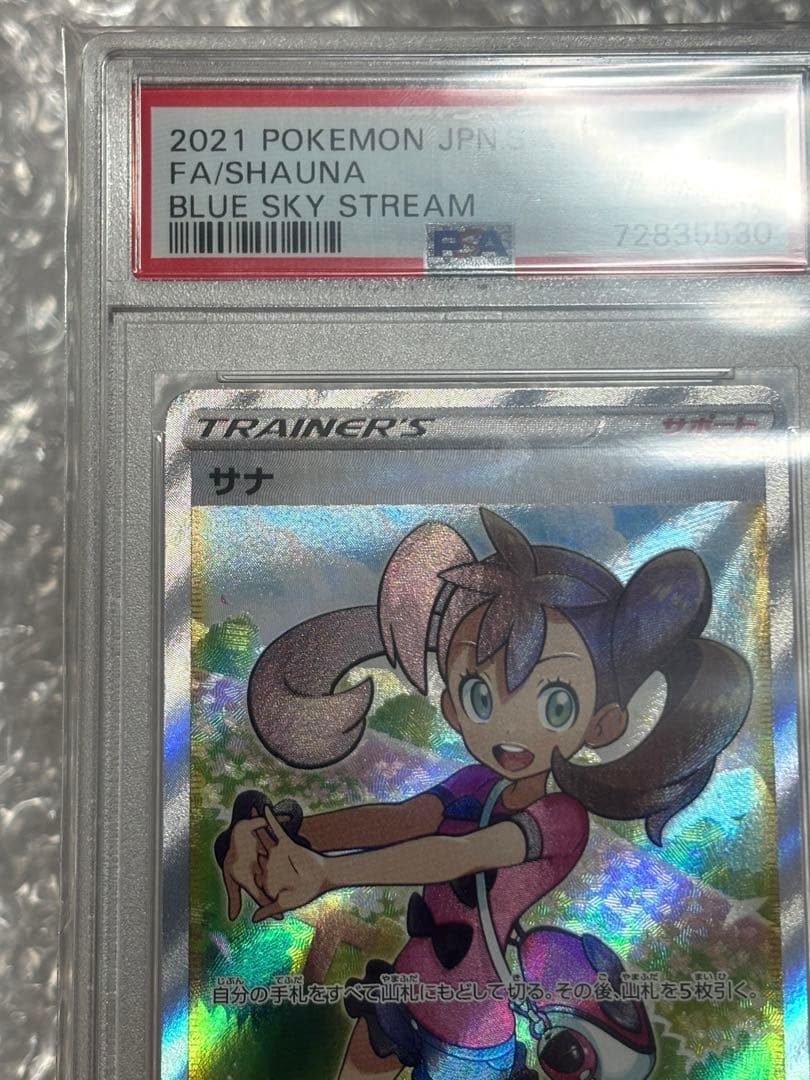 2021 POKEMON JPN.S
FA/SHAUNA
BLUE SKY STREAM
PSA 72835530
TRAINER'S サポート
サナ
自分の手札をすべて山札にもどして切る。その後、山札を5枚引く。